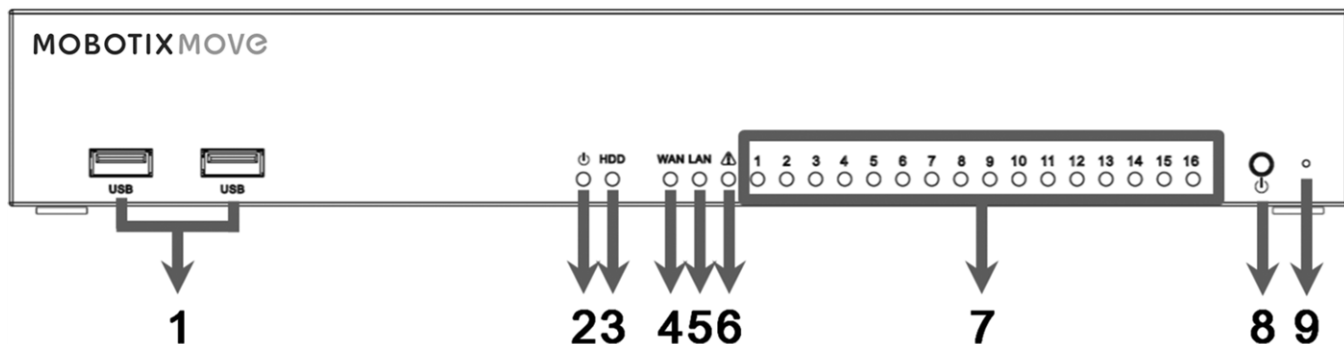 MOBOTIX MOVE
USB USB
HDD WAN LAN 1 2 3 4 5 6 7 8 9 10 11 12 13 14 15 16
1 2 3 4 5 6 7 8 9